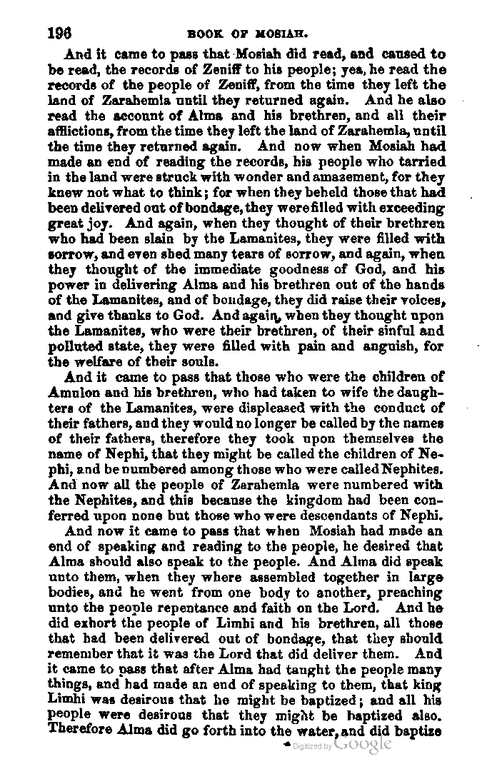 196 BOOK OF MOSIAH.
And it came to pass that Mosiah did read, and caused to
be read, the records of Zeniff to his people; yea, he read the
records of the people of Zeniff, from the time they left the
land of Zarahemla until they returned again. And he also
read the account of Alma and his brethren, and all their
afflictions, from the time they left the land of Zarahemla, until
the time they returned again. And now when Mosiah had
made an end of reading the records, his people who tarried
in the land were struck with wonder and amazement, for they
knew not what to think; for when they beheld those that had
been delivered out of bondage, they were filled with exceeding
great joy. And again, when they thought of their brethren
who had been slain by the Lamanites, they were filled with
sorrow, and even shed many tears of sorrow, and again, when
they thought of the immediate goodness of God, and his
power in delivering Alma and his brethren out of the hands
of the Lamanites, and of bondage, they did raise their voices,
and give thanks to God. And again, when they thought upon
the Lamanites, who were their brethren, of their sinful and
polluted state, they were filled with pain and anguish, for
the welfare of their souls.
And it came to pass that those who were the children of
Amulon and his brethren, who had taken to wife the daugh-
ters of the Lamanites, were displeased with the conduct of
their fathers, and they would no longer be called by the names
of their fathers, therefore they took upon themselves the
name of Nephi, that they might be called the children of Ne-
phi, and be numbered among those who were called Nephites.
And now all the people of Zarahemla were numbered with
the Nephites, and this because the kingdom had been con-
ferred upon none but those who were descendants of Nephi.
And now it came to pass that when Mosiah had made an
end of speaking and reading to the people, he desired that
Alma should also speak to the people. And Alma did speak
unto them, when they where assembled together in large
bodies, and he went from one body to another, preaching
unto the people repentance and faith on the Lord. And he
did exhort the people of Limhi and his brethren, all those
that had been delivered out of bondage, that they should
remember that it was the Lord that did deliver them. And
it came to pass that after Alma had taught the people many
things, and had made an end of speaking to them, that king
Limhi was desirous that he might be baptized; and all his
people were desirous that they might be baptized also.
Therefore Alma did go forth into the water, and did baptize
Digitized by Google